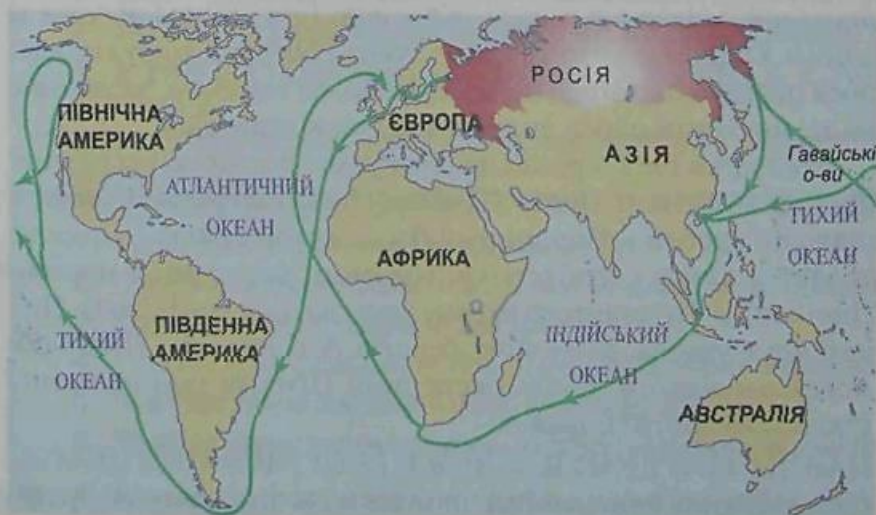 РОСІЯ
ПІВНІЧНА
АМЕРИКА
ЄВРОПА
АЗІЯ
Гавайські
о-ви
АТЛАНТИЧНИЙ
ОКЕАН
ТИХИЙ
ОКЕАН
АФРИКА
ПІВДЕННА
АМЕРИКА
ТИХИЙ
ОКЕАН
ІНДІЙСЬКИЙ
ОКЕАН
АВСТРАЛІЯ